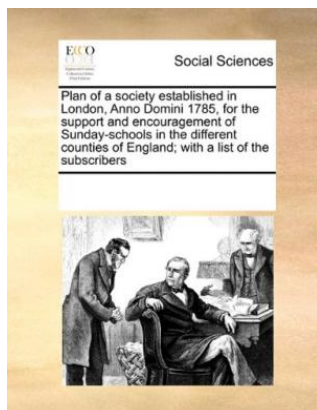 ECCO
Social Sciences
Plan of a society established in
London, Anno Domini 1785, for the
support and encouragement of
Sunday-schools in the different
counties of England; with a list of the
subscribers